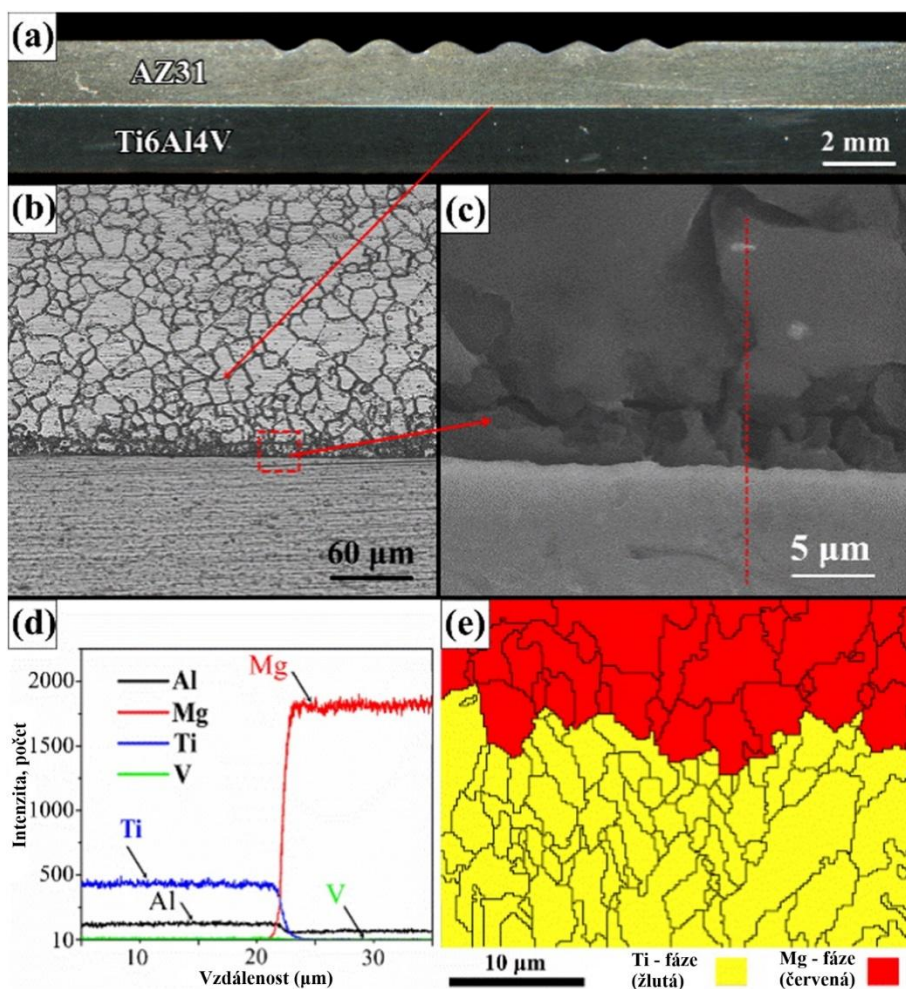 (a)
AZ31
Ti6Al4V
2 mm
(b)
60 µm
(c)
5 µm
(d)
Intenzita, počet
2000
1500
1000
500
10
Al
Mg
Ti
V
Mg
Ti
Al
V
10
20
30
Vzdálenost (µm)
(e)
10 µm
Ti - fáze
(žlutá)
Mg - fáze
(červená)